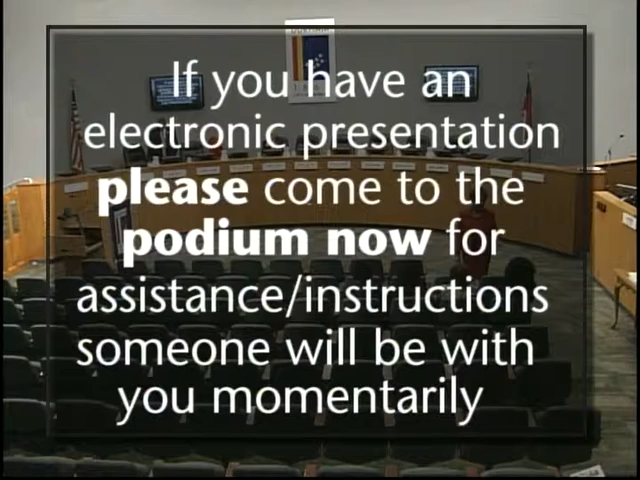 DURHAM
If you have an
electronic presentation
please come to the
podium now for
assistance/instructions
someone will be with
you momentarily